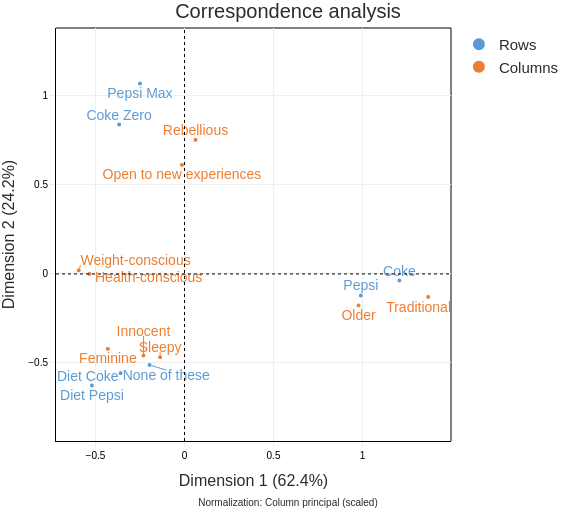 Correspondence analysis
Rows
Columns
Pepsi Max
Coke Zero
Rebellious
Open to new experiences
Weight-conscious
Health-conscious
Coke
Pepsi
Traditional
Older
Innocent
Sleepy
Feminine
Diet Coke
None of these
Diet Pepsi
1
0.5
0
−0.5
Dimension 2 (24.2%)
−0.5
0
0.5
1
Dimension 1 (62.4%)
Normalization: Column principal (scaled)